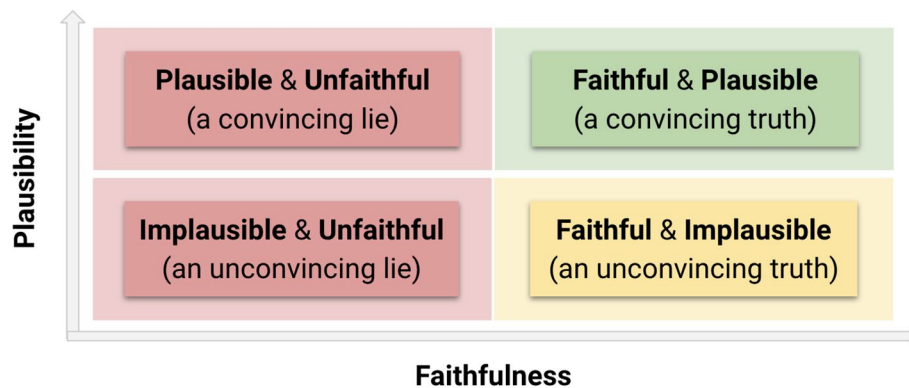 Plausible & Unfaithful
(a convincing lie)
Faithful & Plausible
(a convincing truth)
Plausibility
Implausible & Unfaithful
(an unconvincing lie)
Faithful & Implausible
(an unconvincing truth)
Faithfulness